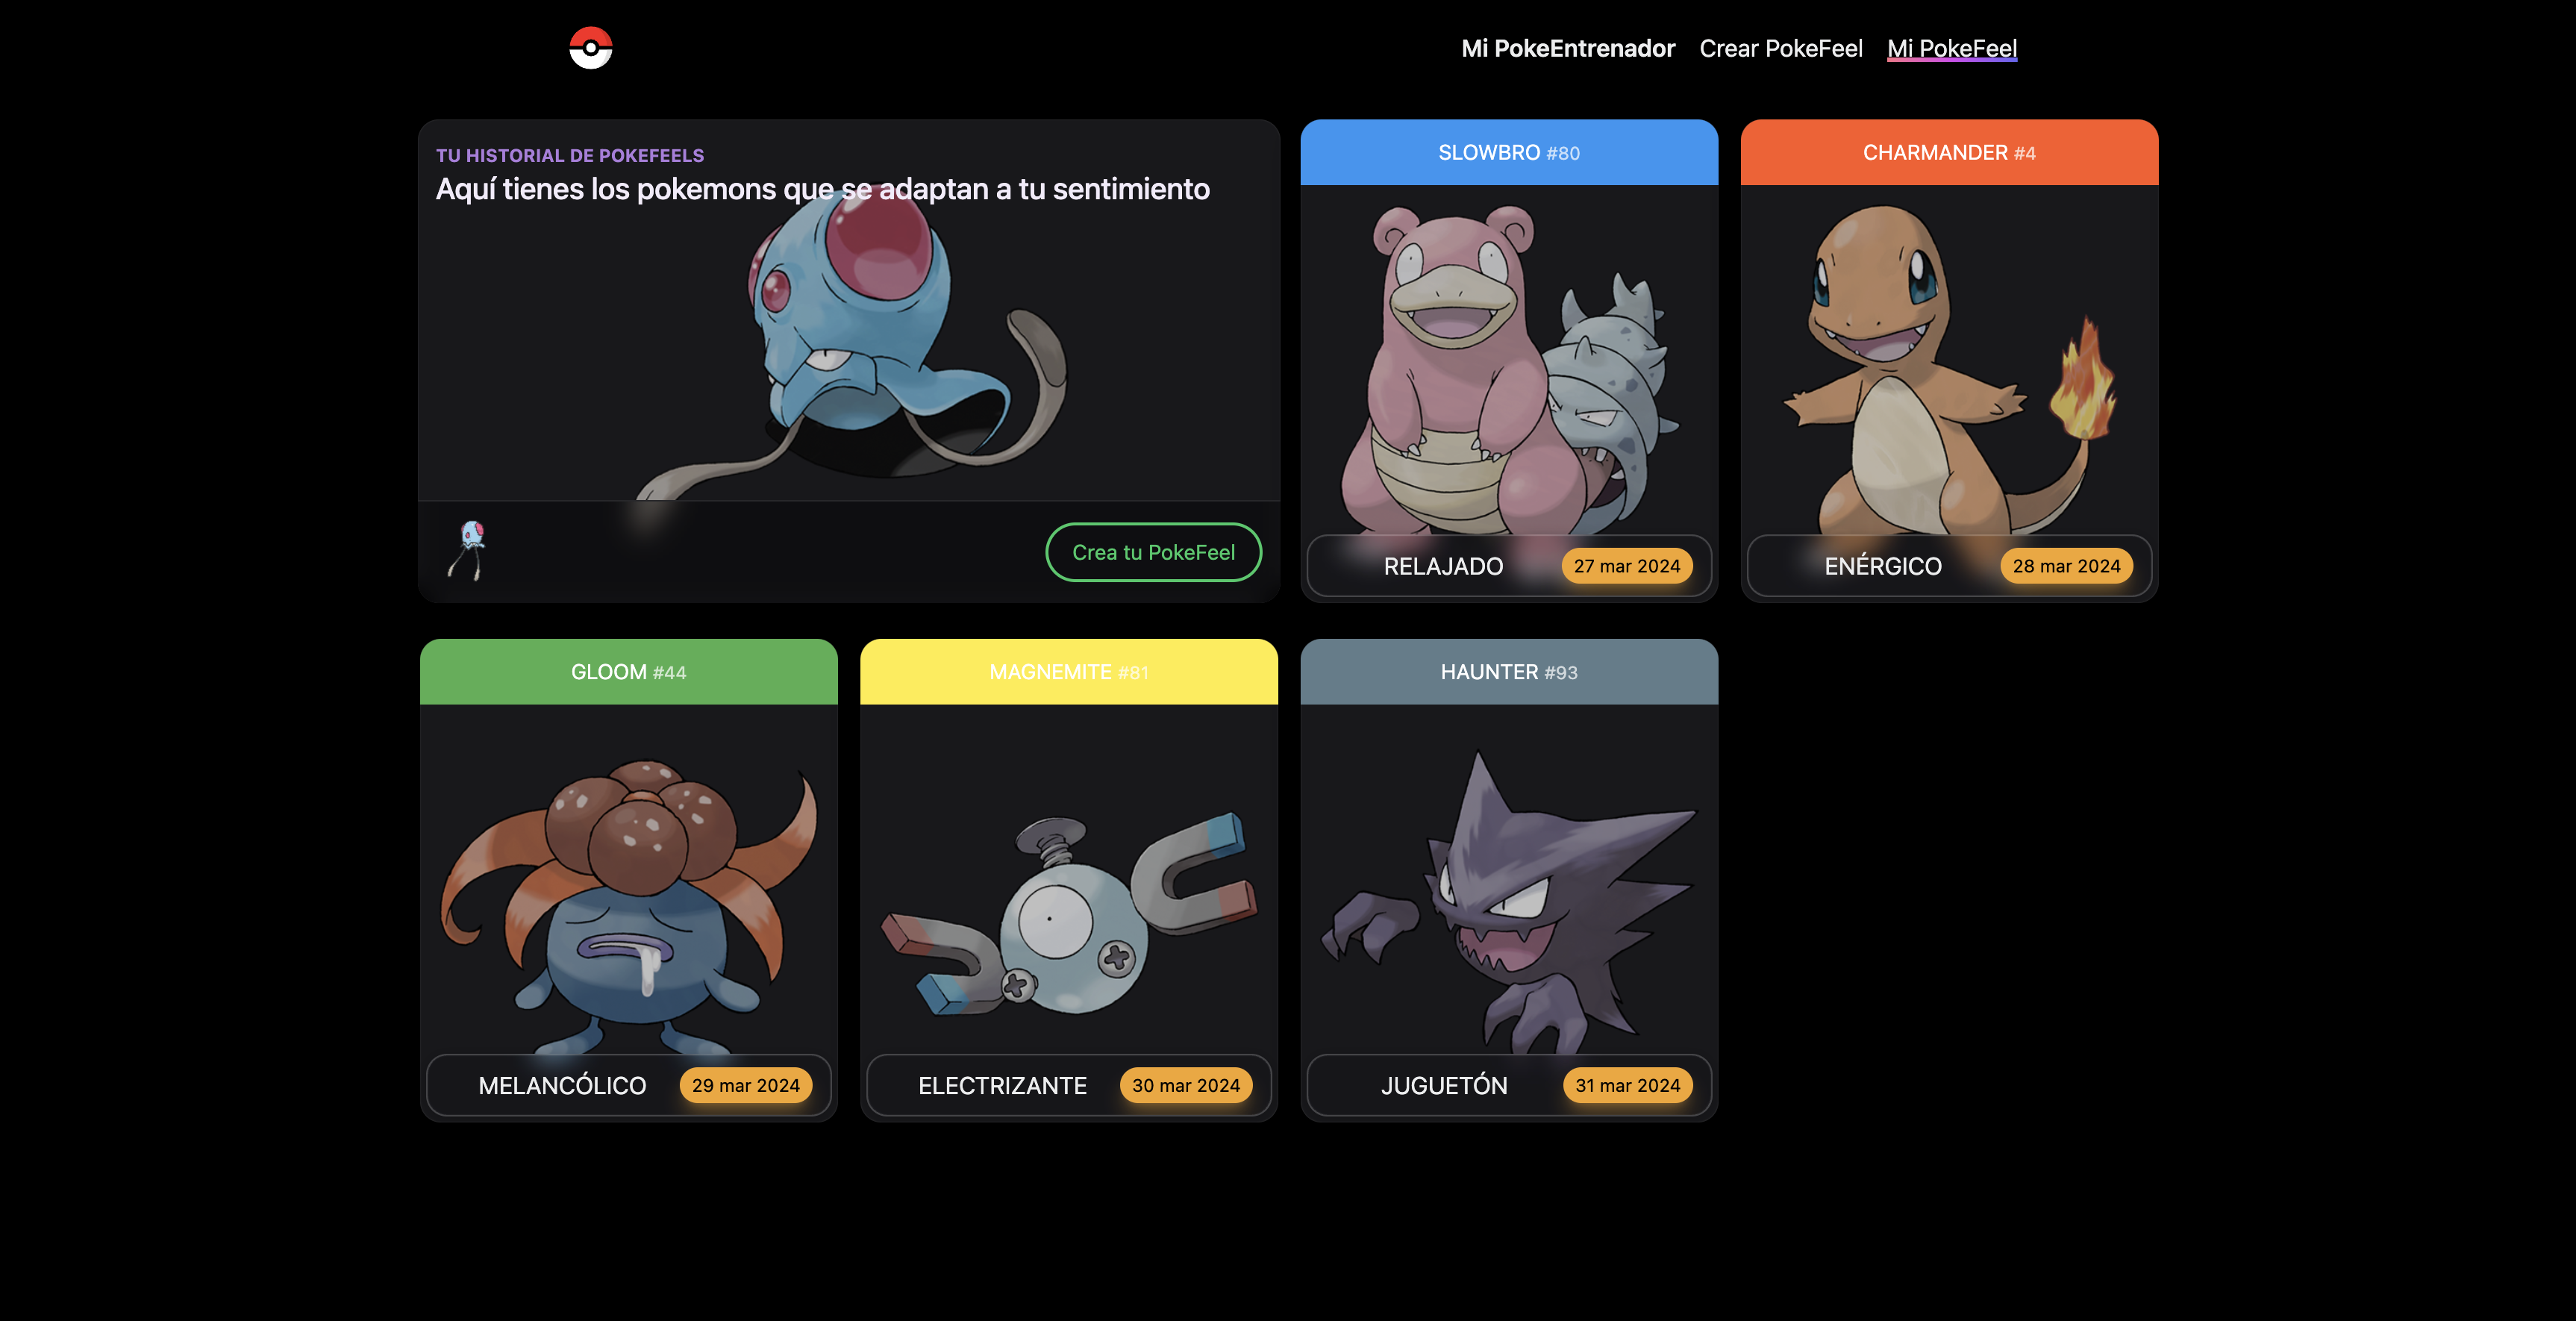 Mi PokeEntrenador Crear PokeFeel Mi PokeFeel
TU HISTORIAL DE POKEFEELS
Aquí tienes los pokemons que se adaptan a tu sentimiento
Crea tu PokeFeel
SLOWBRO #80
RELAJADO 27 mar 2024
CHARMANDER #4
ENÉRGICO 28 mar 2024
GLOOM #44
MELANCÓLICO 29 mar 2024
MAGNEMITE #81
ELECTRIZANTE 30 mar 2024
HAUNTER #93
JUGUETÓN 31 mar 2024